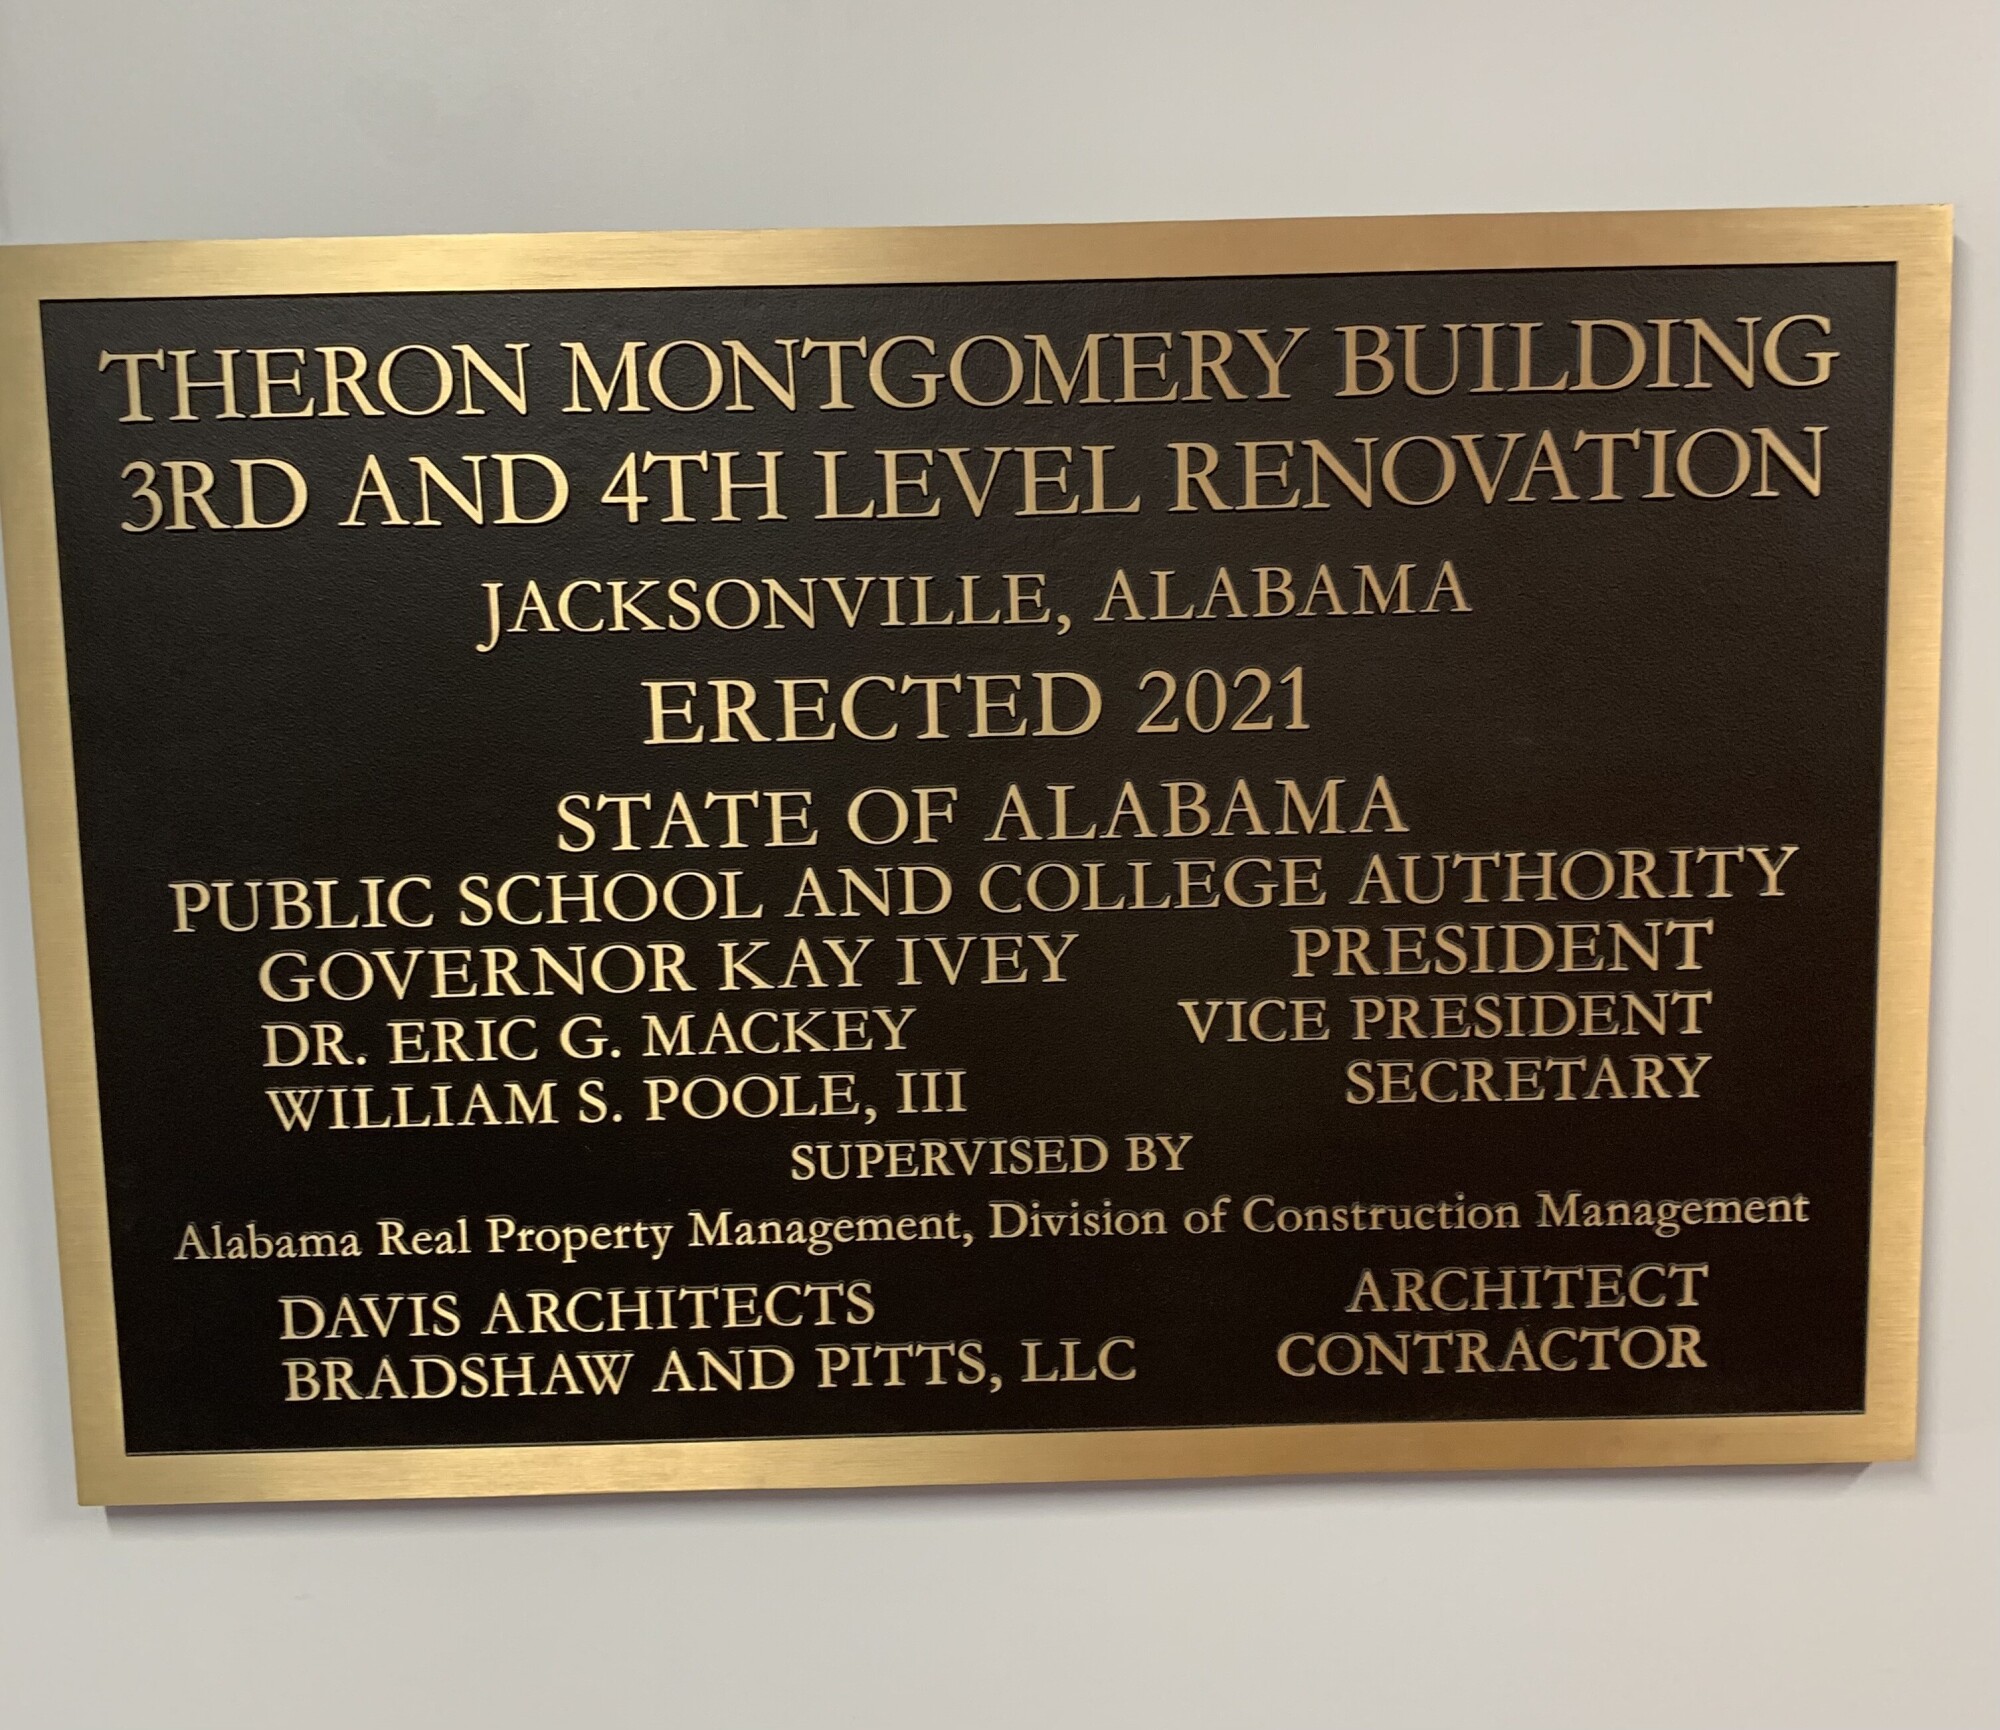 THERON MONTGOMERY BUILDING
3RD AND 4TH LEVEL RENOVATION
JACKSONVILLE, ALABAMA
ERECTED 2021
STATE OF ALABAMA
PUBLIC SCHOOL AND COLLEGE AUTHORITY
GOVERNOR KAY IVEY PRESIDENT
DR. ERIC G. MACKEY VICE PRESIDENT
WILLIAM S. POOLE, III SECRETARY
SUPERVISED BY
Alabama Real Property Management, Division of Construction Management
DAVIS ARCHITECTS ARCHITECT
BRADSHAW AND PITTS, LLC CONTRACTOR